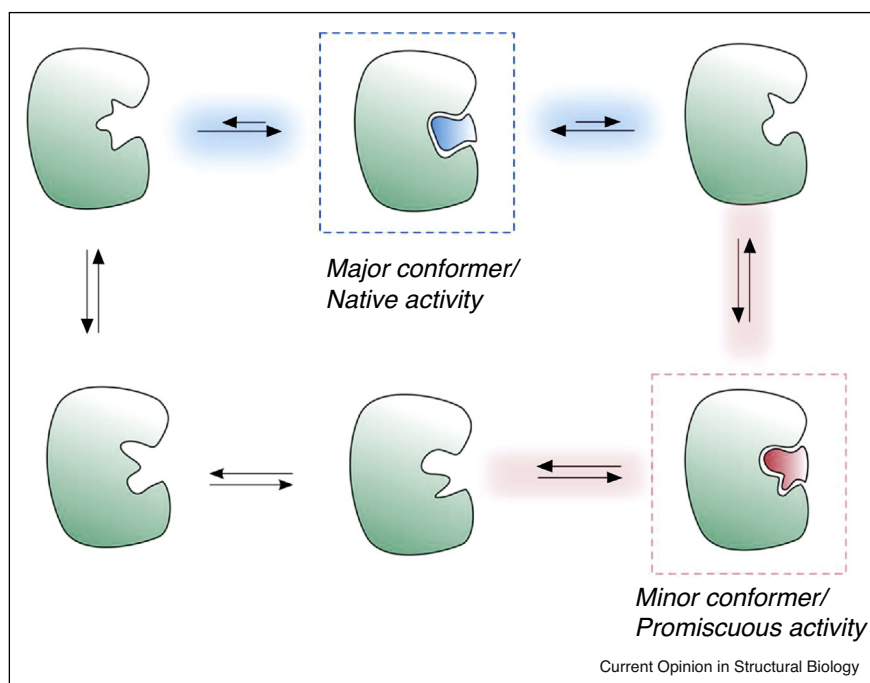 Major conformer/
Native activity
Minor conformer/
Promiscuous activity
Current Opinion in Structural Biology